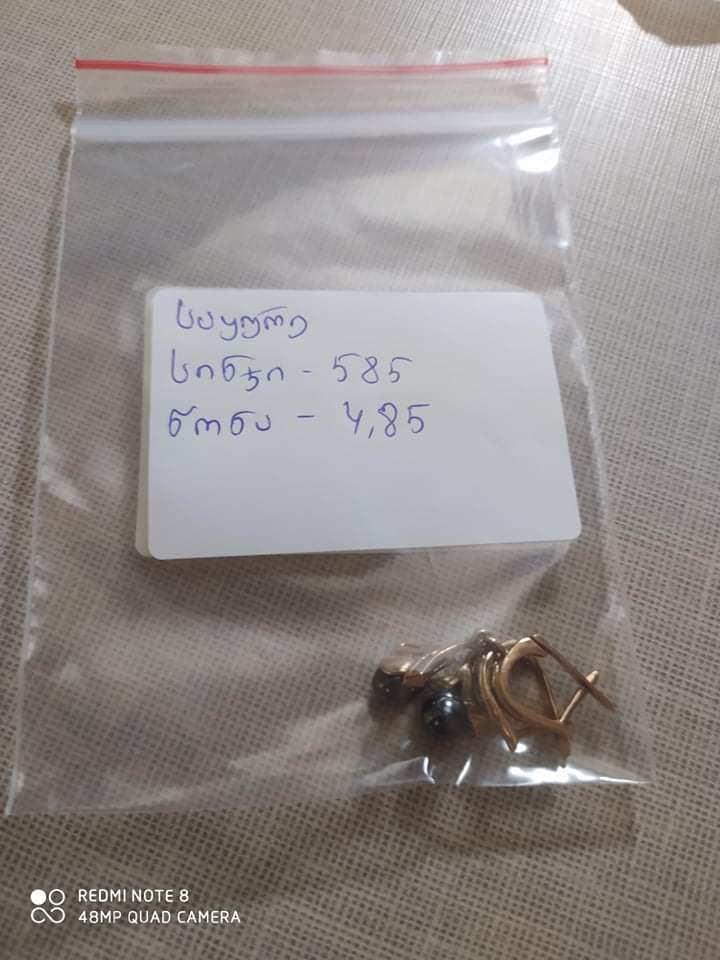 საყურე
სინჯი - 585
წონა - 4,85
REDMI NOTE 8
48MP QUAD CAMERA